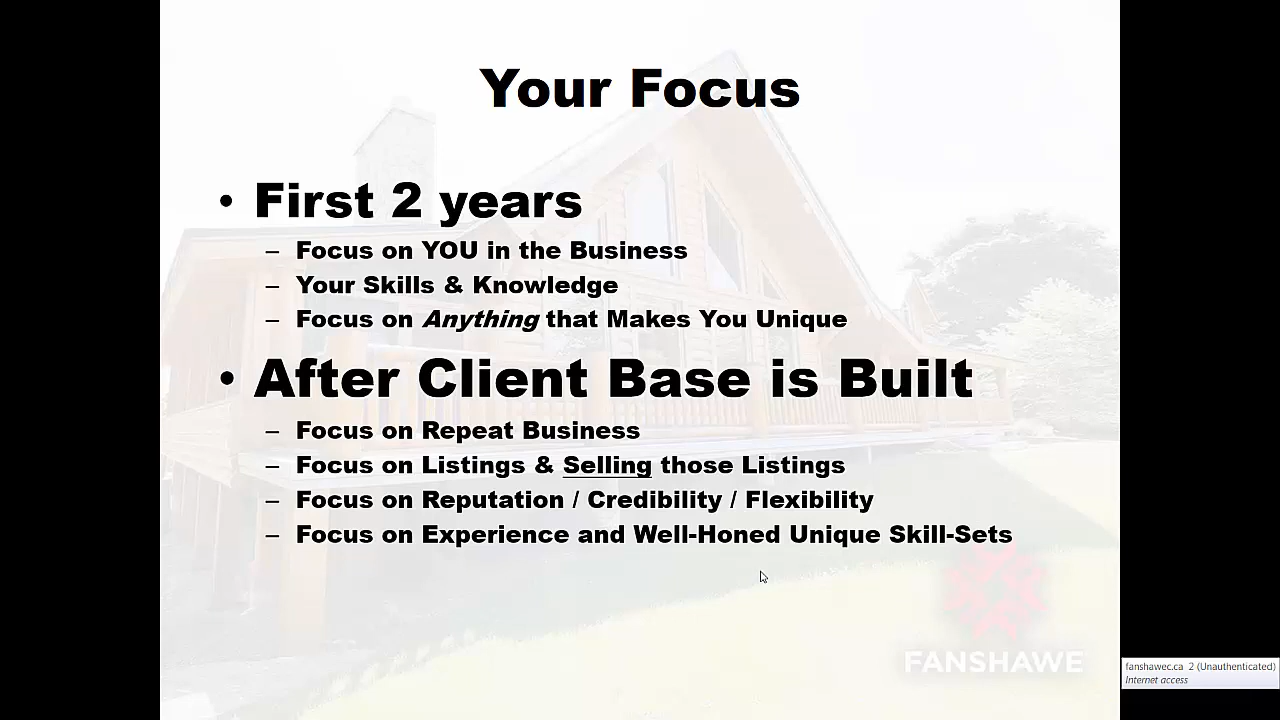 Your Focus
• First 2 years
– Focus on YOU in the Business
– Your Skills & Knowledge
– Focus on Anything that Makes You Unique
• After Client Base is Built
– Focus on Repeat Business
– Focus on Listings & Selling those Listings
– Focus on Reputation / Credibility / Flexibility
– Focus on Experience and Well-Honed Unique Skill-Sets
FANSHAWE
fanshawec.ca 2 (Unauthenticated)
Internet access